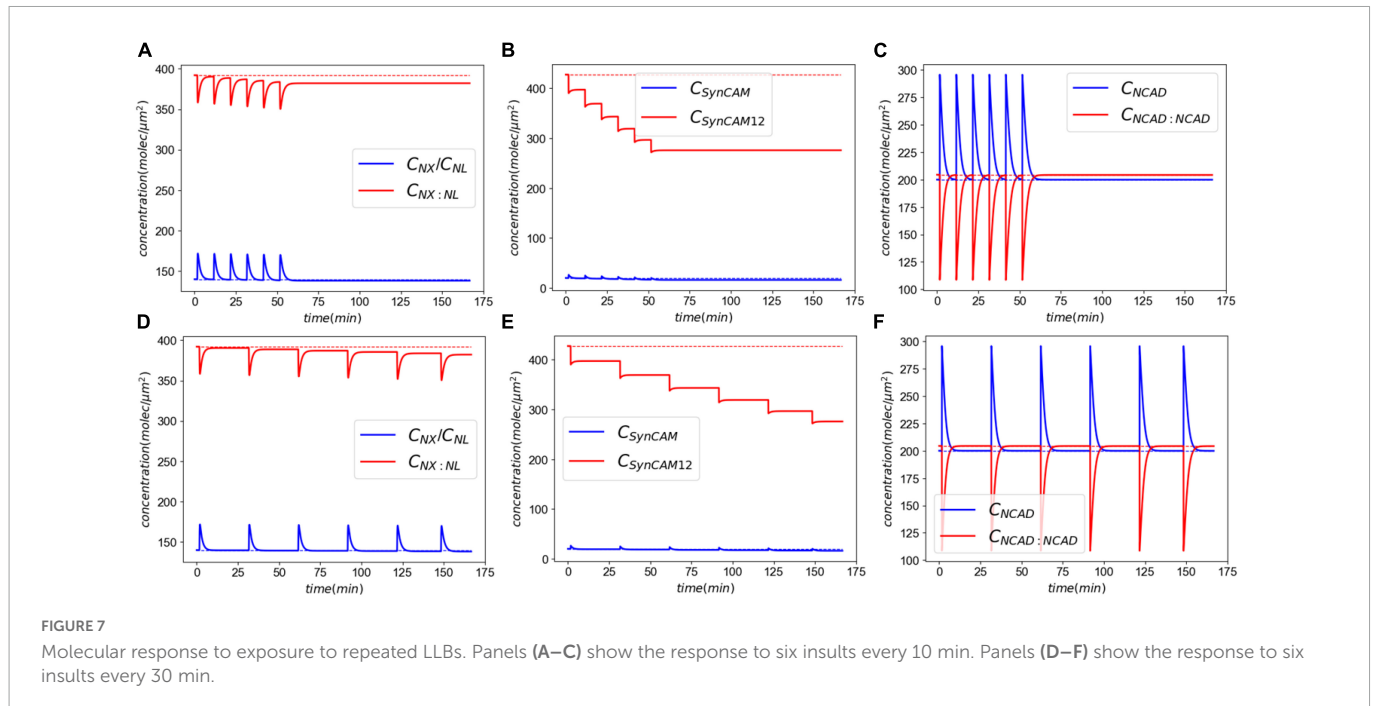 A
B
C
400
350
300
250
200
150
concentration(molec/μm²)
0 25 50 75 100 125 150 175
time(min)
C_NX/C_NL
C_NX : NL
400
300
200
100
0
concentration(molec/μm²)
0 25 50 75 100 125 150 175
time(min)
C_SynCAM
C_SynCAM12
300
275
250
225
200
175
150
125
100
concentration(molec/μm²)
0 25 50 75 100 125 150 175
time(min)
C_NCAD
C_NCAD : NCAD
D
E
F
400
350
300
250
200
150
concentration(molec/μm²)
0 25 50 75 100 125 150 175
time(min)
C_NX/C_NL
C_NX : NL
400
300
200
100
0
concentration(molec/μm²)
0 25 50 75 100 125 150 175
time(min)
C_SynCAM
C_SynCAM12
300
275
250
225
200
175
150
125
100
concentration(molec/μm²)
0 25 50 75 100 125 150 175
time(min)
C_NCAD
C_NCAD : NCAD
FIGURE 7
Molecular response to exposure to repeated LLBs. Panels (A–C) show the response to six insults every 10 min. Panels (D–F) show the response to six
insults every 30 min.